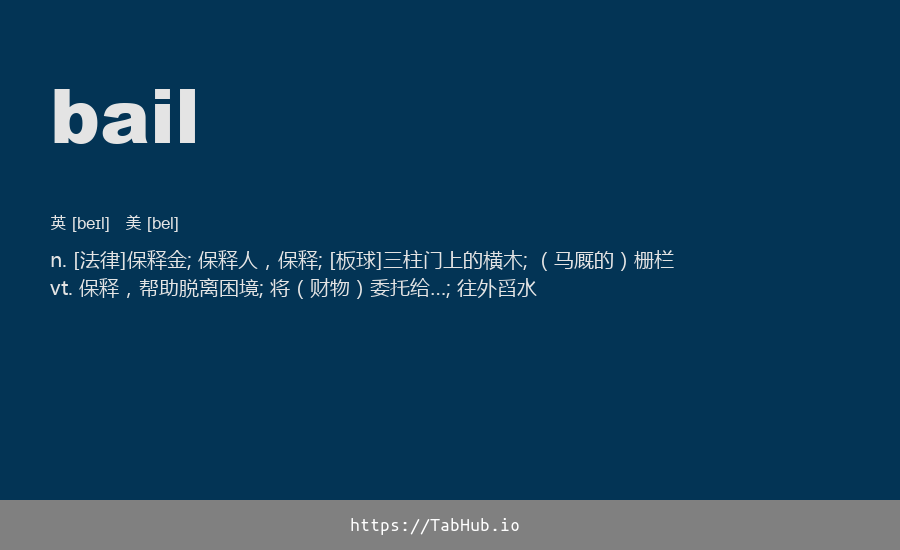 bail
英 [beɪl] 美 [bel]
n. [法律]保释金; 保释人，保释; [板球]三柱门上的横木; （马厩的）栅栏
vt. 保释，帮助脱离困境; 将（财物）委托给…; 往外舀水
https://TabHub.io